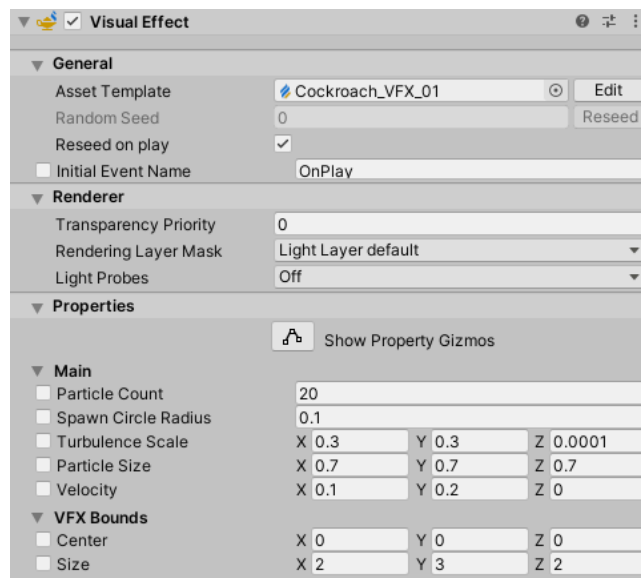 Visual Effect
General
Asset Template Cockroach_VFX_01 Edit
Random Seed 0 Reseed
Reseed on play
Initial Event Name OnPlay
Renderer
Transparency Priority 0
Rendering Layer Mask Light Layer default
Light Probes Off
Properties
Show Property Gizmos
Main
Particle Count 20
Spawn Circle Radius 0.1
Turbulence Scale X 0.3 Y 0.3 Z 0.0001
Particle Size X 0.7 Y 0.7 Z 0.7
Velocity X 0.1 Y 0.2 Z 0
VFX Bounds
Center X 0 Y 0 Z 0
Size X 2 Y 3 Z 2